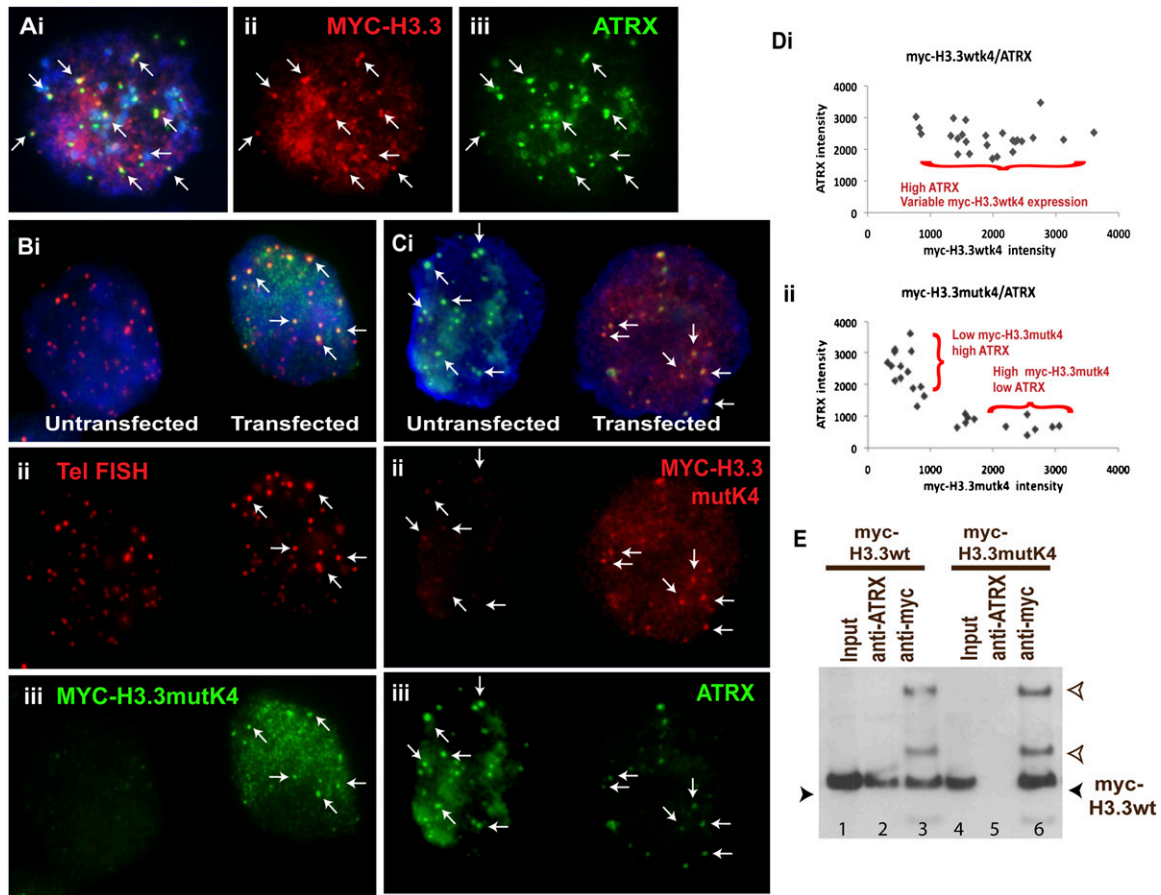 Ai
ii MYC-H3.3
iii ATRX
Bi
Untransfected Transfected
Ci
Untransfected Transfected
ii Tel FISH
ii MYC-H3.3
mutK4
iii MYC-H3.3mutK4
iii ATRX
Di
myc-H3.3wtk4/ATRX
ATRX intensity
4000
3000
2000
1000
0
High ATRX
Variable myc-H3.3wtk4 expression
0 1000 2000 3000 4000
myc-H3.3wtk4 intensity
ii
myc-H3.3mutk4/ATRX
ATRX intensity
4000
3000
2000
1000
0
Low myc-H3.3mutk4
high ATRX
High myc-H3.3mutk4
low ATRX
0 1000 2000 3000 4000
myc-H3.3mutk4 intensity
E
myc-
H3.3wt
myc-
H3.3mutK4
Input
anti-ATRX
anti-myc
Input
anti-ATRX
anti-myc
myc-
H3.3wt
1 2 3 4 5 6